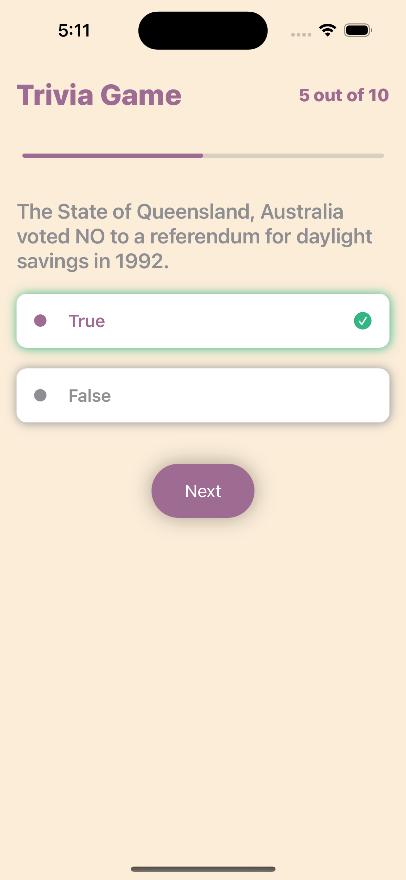 5:11
Trivia Game
5 out of 10
The State of Queensland, Australia
voted NO to a referendum for daylight
savings in 1992.
True
False
Next